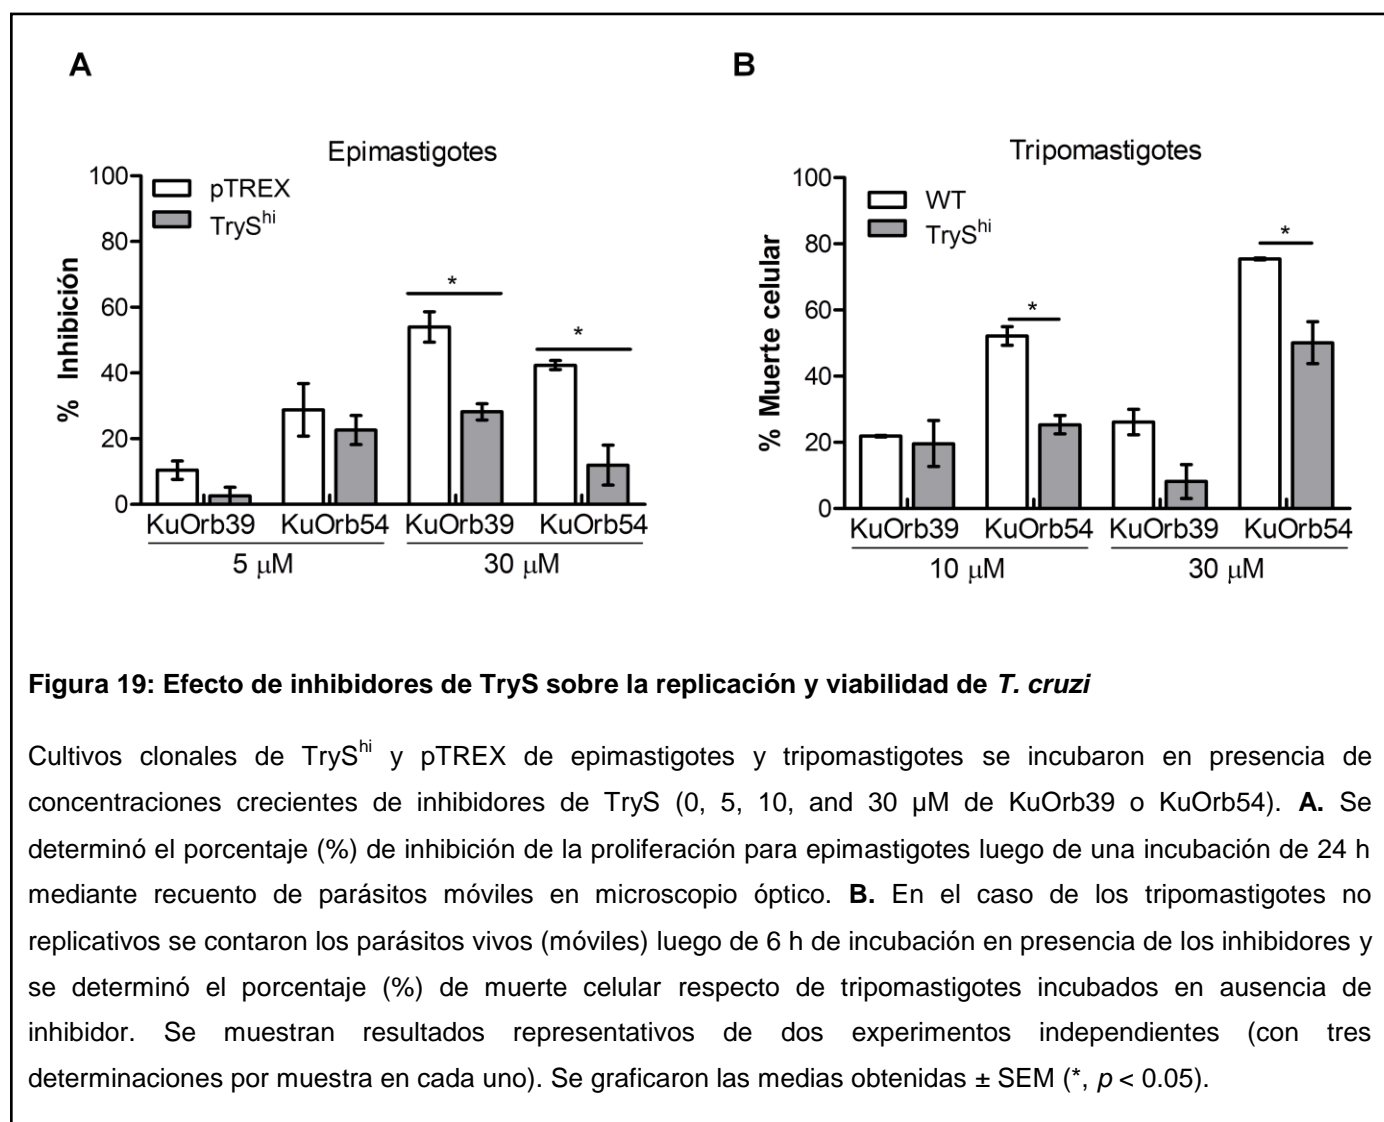 A
Epimastigotes
% Inhibición
100
80
60
40
20
0
pTREX
TryS^hi
*
*
KuOrb39 KuOrb54 KuOrb39 KuOrb54
5 μM 30 μM
B
Tripomastigotes
% Muerte celular
100
80
60
40
20
0
WT
TryS^hi
*
*
KuOrb39 KuOrb54 KuOrb39 KuOrb54
10 μM 30 μM
Figura 19: Efecto de inhibidores de TryS sobre la replicación y viabilidad de T. cruzi
Cultivos clonales de TryS^hi y pTREX de epimastigotes y tripomastigotes se incubaron en presencia de
concentraciones crecientes de inhibidores de TryS (0, 5, 10, and 30 µM de KuOrb39 o KuOrb54). A. Se
determinó el porcentaje (%) de inhibición de la proliferación para epimastigotes luego de una incubación de 24 h
mediante recuento de parásitos móviles en microscopio óptico. B. En el caso de los tripomastigotes no
replicativos se contaron los parásitos vivos (móviles) luego de 6 h de incubación en presencia de los inhibidores y
se determinó el porcentaje (%) de muerte celular respecto de tripomastigotes incubados en ausencia de
inhibidor. Se muestran resultados representativos de dos experimentos independientes (con tres
determinaciones por muestra en cada uno). Se graficaron las medias obtenidas ± SEM (*, p < 0.05).